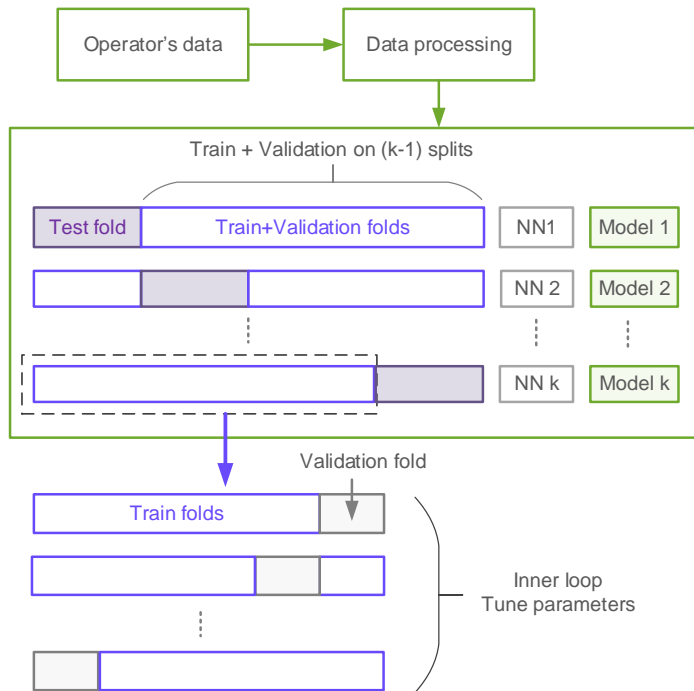 Operator's data
Data processing
Train + Validation on (k-1) splits
Test fold
Train+Validation folds
NN1
Model 1
NN 2
Model 2
NN k
Model k
Validation fold
Train folds
Inner loop
Tune parameters